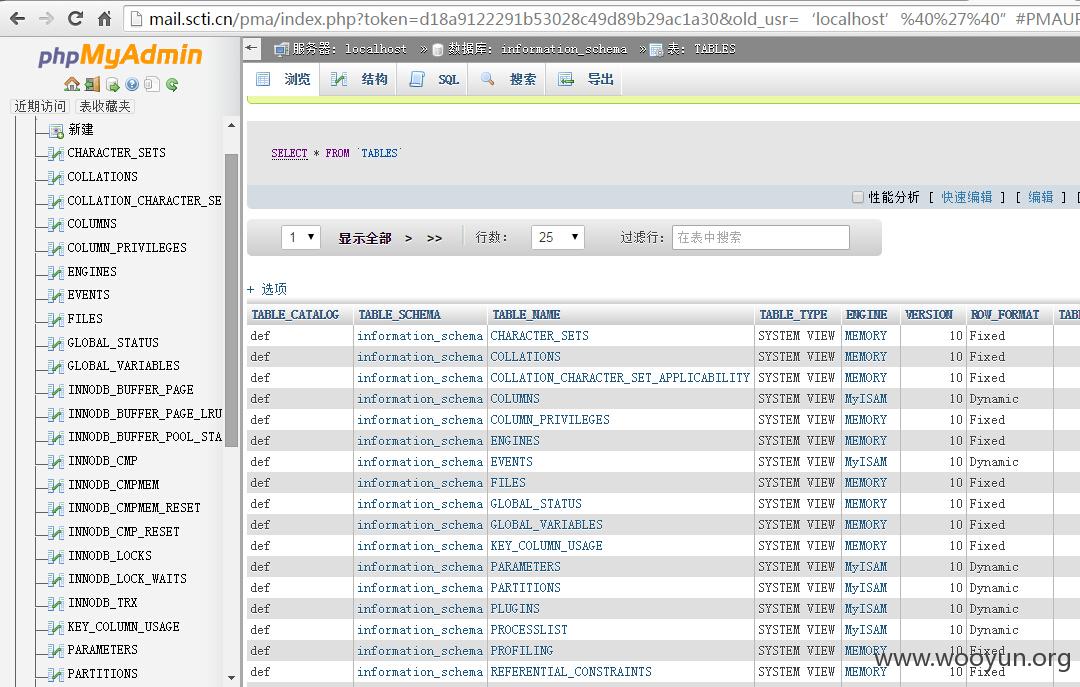 mail.scti.cn/pma/index.php?token=d18a9122291b53028c49d89b29ac1a30&old_usr=‘localhost’%40%27%40”#PMAUR
phpMyAdmin
近期访问 表收藏夹
新建
CHARACTER_SETS
COLLATIONS
COLLATION_CHARACTER_SE
COLUMNS
COLUMN_PRIVILEGES
ENGINES
EVENTS
FILES
GLOBAL_STATUS
GLOBAL_VARIABLES
INNODB_BUFFER_PAGE
INNODB_BUFFER_PAGE_LRU
INNODB_BUFFER_POOL_STA
INNODB_CMP
INNODB_CMPMEM
INNODB_CMPMEM_RESET
INNODB_CMP_RESET
INNODB_LOCKS
INNODB_LOCK_WAITS
INNODB_TRX
KEY_COLUMN_USAGE
PARAMETERS
PARTITIONS
服务器: localhost » 数据库: information_schema » 表: TABLES
浏览 结构 SQL 搜索 导出
SELECT * FROM `TABLES`
性能分析 [ 快速编辑 ] [ 编辑 ] [
1 显示全部 > >> 行数: 25 过滤行: 在表中搜索
+ 选项
TABLE_CATALOG TABLE_SCHEMA TABLE_NAME TABLE_TYPE ENGINE VERSION ROW_FORMAT TAB
def information_schema CHARACTER_SETS SYSTEM VIEW MEMORY 10 Fixed
def information_schema COLLATIONS SYSTEM VIEW MEMORY 10 Fixed
def information_schema COLLATION_CHARACTER_SET_APPLICABILITY SYSTEM VIEW MEMORY 10 Fixed
def information_schema COLUMNS SYSTEM VIEW MyISAM 10 Dynamic
def information_schema COLUMN_PRIVILEGES SYSTEM VIEW MEMORY 10 Fixed
def information_schema ENGINES SYSTEM VIEW MEMORY 10 Fixed
def information_schema EVENTS SYSTEM VIEW MyISAM 10 Dynamic
def information_schema FILES SYSTEM VIEW MEMORY 10 Fixed
def information_schema GLOBAL_STATUS SYSTEM VIEW MEMORY 10 Fixed
def information_schema GLOBAL_VARIABLES SYSTEM VIEW MEMORY 10 Fixed
def information_schema KEY_COLUMN_USAGE SYSTEM VIEW MEMORY 10 Fixed
def information_schema PARAMETERS SYSTEM VIEW MyISAM 10 Dynamic
def information_schema PARTITIONS SYSTEM VIEW MyISAM 10 Dynamic
def information_schema PLUGINS SYSTEM VIEW MyISAM 10 Dynamic
def information_schema PROCESSLIST SYSTEM VIEW MyISAM 10 Dynamic
def information_schema PROFILING SYSTEM VIEW MEMORY 10 Fixed
def information_schema REFERENTIAL_CONSTRAINTS SYSTEM VIEW MEMORY 10 Fixed
www.wooyun.org